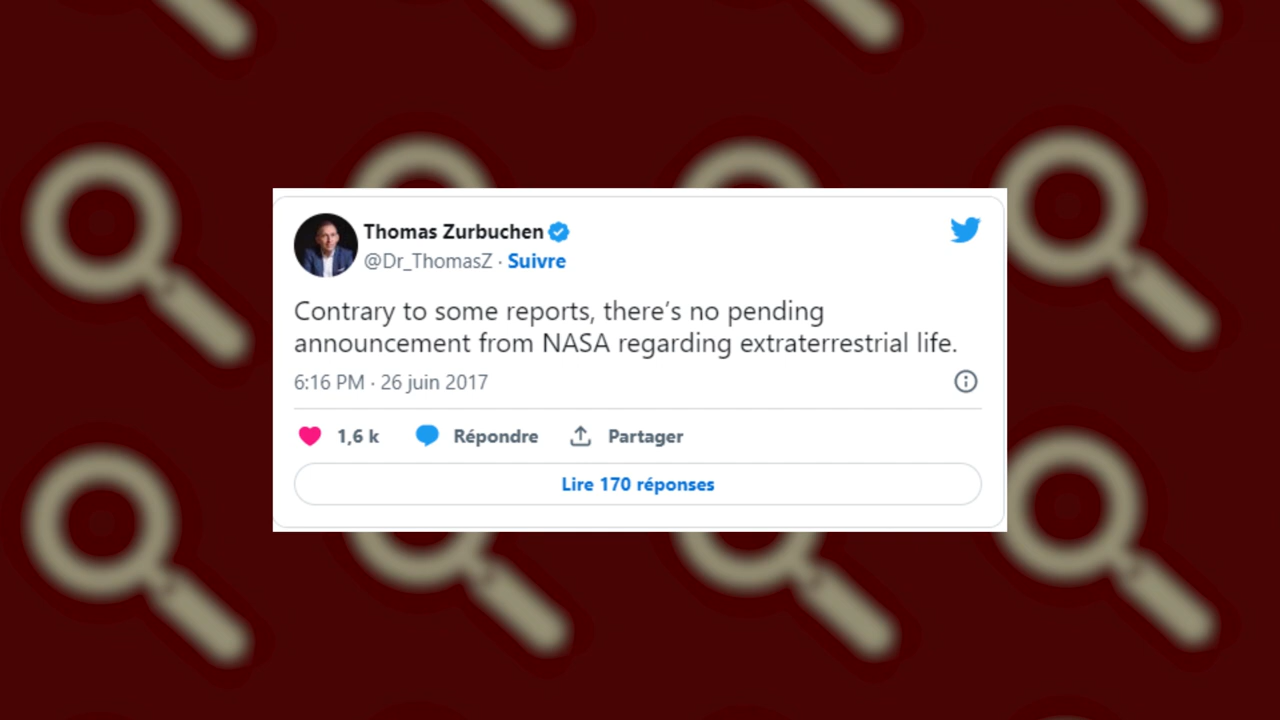 Thomas Zurbuchen
@Dr_ThomasZ · Suivre
Contrary to some reports, there’s no pending
announcement from NASA regarding extraterrestrial life.
6:16 PM · 26 juin 2017
1,6 k Répondre Partager
Lire 170 réponses